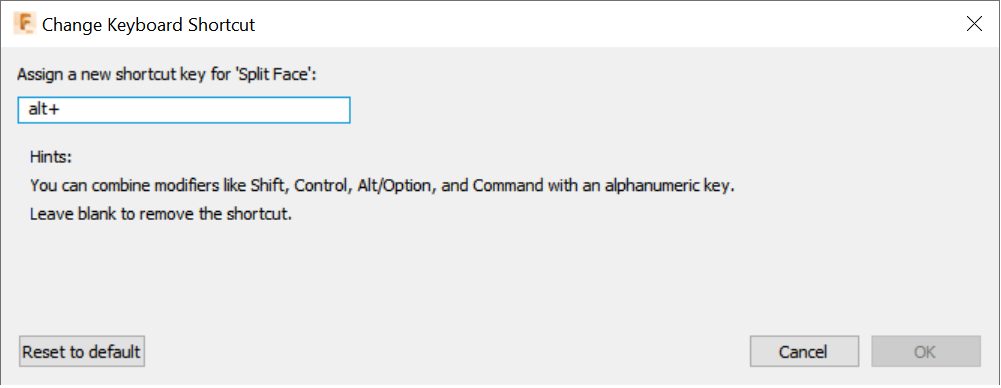 Change Keyboard Shortcut
Assign a new shortcut key for 'Split Face':
alt+
Hints:
You can combine modifiers like Shift, Control, Alt/Option, and Command with an alphanumeric key.
Leave blank to remove the shortcut.
Reset to default
Cancel
OK